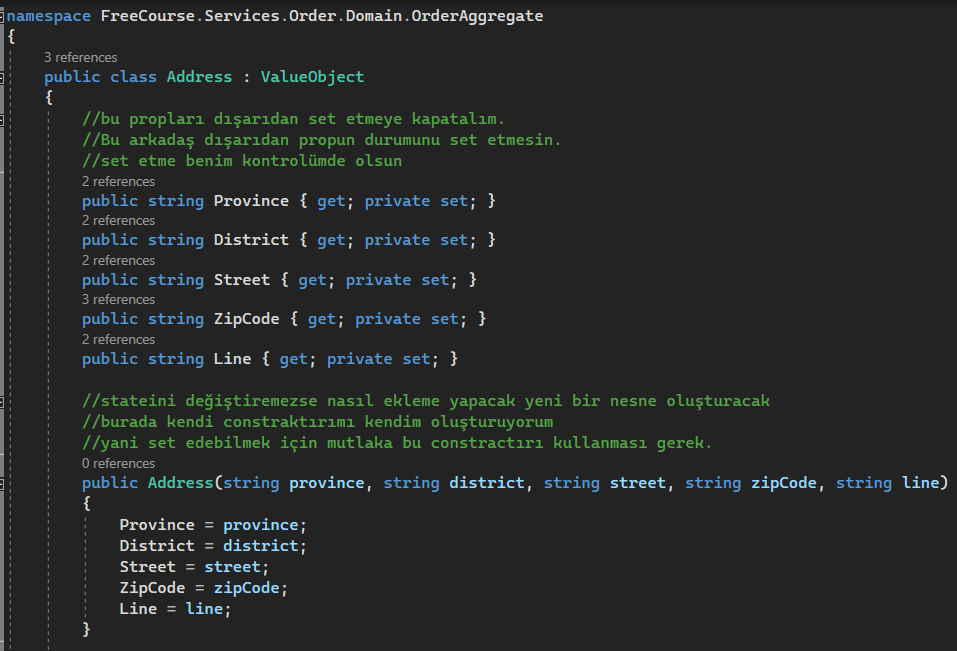 namespace FreeCourse.Services.Order.Domain.OrderAggregate
{
3 references
public class Address : ValueObject
{
//bu propları dışarıdan set etmeye kapatalım.
//Bu arkadaş dışarıdan propun durumunu set etmesin.
//set etme benim kontrolümde olsun
2 references
public string Province { get; private set; }
2 references
public string District { get; private set; }
2 references
public string Street { get; private set; }
3 references
public string ZipCode { get; private set; }
2 references
public string Line { get; private set; }
//stateini değiştiremezse nasıl ekleme yapacak yeni bir nesne oluşturacak
//burada kendi constraktırımı kendim oluşturuyorum
//yani set edebilmek için mutlaka bu constractırı kullanması gerek.
0 references
public Address(string province, string district, string street, string zipCode, string line)
{
Province = province;
District = district;
Street = street;
ZipCode = zipCode;
Line = line;
}